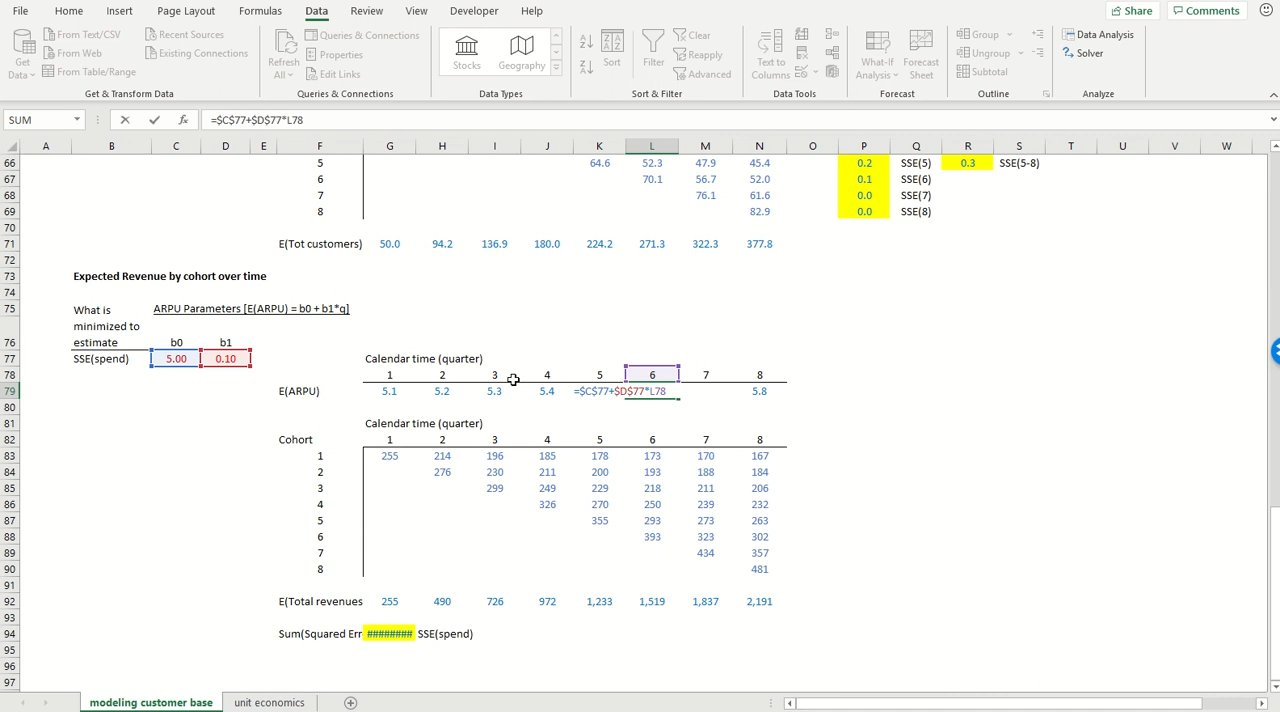 File Home Insert Page Layout Formulas Data Review View Developer Help Share Comments
From Text/CSV Recent Sources Queries & Connections Clear Group Data Analysis
From Web Existing Connections Properties Reapply Ungroup Solver
Get Data From Table/Range Refresh All Edit Links Stocks Geography Sort Filter Advanced Text to Columns What-If Analysis Forecast Sheet Subtotal
Get & Transform Data Queries & Connections Data Types Sort & Filter Data Tools Forecast Outline Analyze
SUM fx =$C$77+$D$77*L78
A B C D E F G H I J K L M N O P Q R S T U V W
66 5 64.6 52.3 47.9 45.4 0.2 SSE(5) 0.3 SSE(5-8)
67 6 70.1 56.7 52.0 0.1 SSE(6)
68 7 76.1 61.6 0.0 SSE(7)
69 8 82.9 0.0 SSE(8)
70
71 E(Tot customers) 50.0 94.2 136.9 180.0 224.2 271.3 322.3 377.8
72
73 Expected Revenue by cohort over time
74
75 What is ARPU Parameters [E(ARPU) = b0 + b1*q]
minimized to
76 estimate b0 b1
77 SSE(spend) 5.00 0.10 Calendar time (quarter)
78 1 2 3 4 5 6 7 8
79 E(ARPU) 5.1 5.2 5.3 5.4 =$C$77+$D$77*L78 5.8
80
81 Calendar time (quarter)
82 Cohort 1 2 3 4 5 6 7 8
83 1 255 214 196 185 178 173 170 167
84 2 276 230 211 200 193 188 184
85 3 299 249 229 218 211 206
86 4 326 270 250 239 232
87 5 355 293 273 263
88 6 393 323 302
89 7 434 357
90 8 481
91
92 E(Total revenues 255 490 726 972 1,233 1,519 1,837 2,191
93
94 Sum(Squared Err ######## SSE(spend)
95
96
97
modeling customer base unit economics